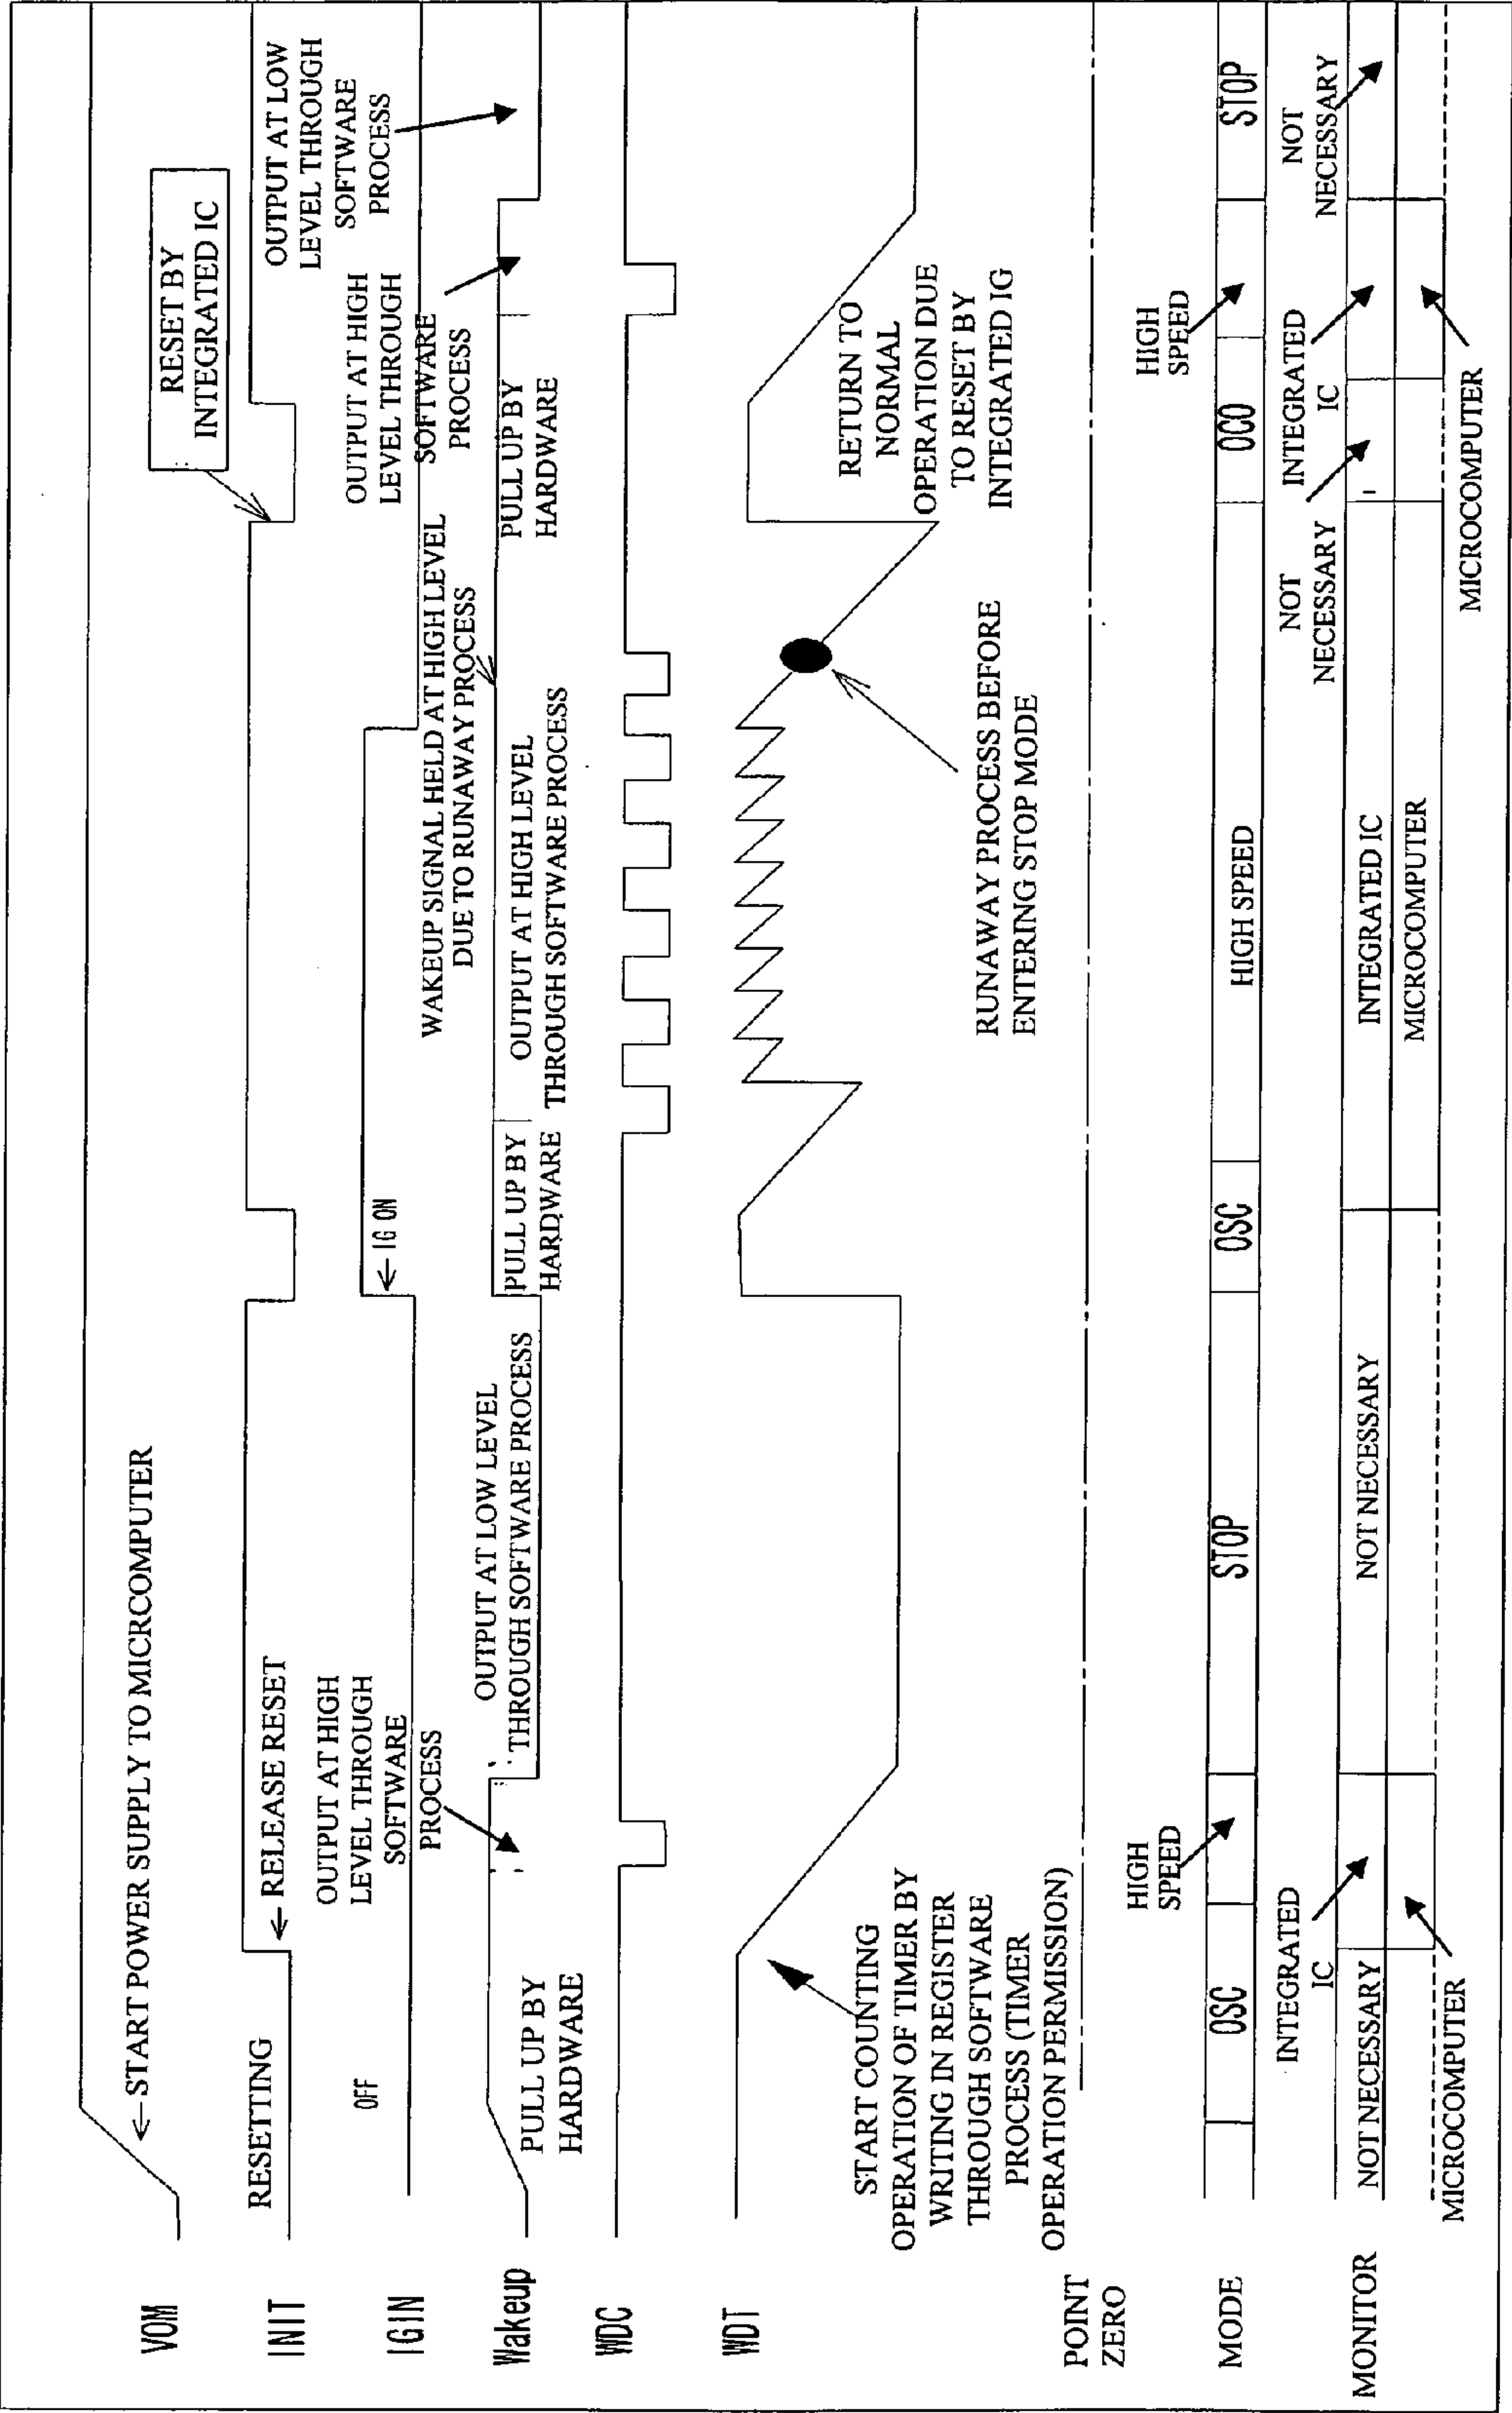 VOM
← START POWER SUPPLY TO MICRCOMPUTER
RESET BY
INTEGRATED IC
INIT
RESETTING
← RELEASE RESET
OUTPUT AT LOW
LEVEL THROUGH
SOFTWARE
PROCESS
IGIN
OFF
OUTPUT AT HIGH
LEVEL THROUGH
SOFTWARE
PROCESS
← IG ON
WAKEUP SIGNAL HELD AT HIGH LEVEL
DUE TO RUNAWAY PROCESS
OUTPUT AT HIGH
LEVEL THROUGH
SOFTWARE
PROCESS
Wakeup
PULL UP BY
HARDWARE
OUTPUT AT LOW LEVEL
THROUGH SOFTWARE PROCESS
PULL UP BY
HARDWARE
OUTPUT AT HIGH LEVEL
THROUGH SOFTWARE PROCESS
PULL UP BY
HARDWARE
WDC
WDT
START COUNTING
OPERATION OF TIMER BY
WRITING IN REGISTER
THROUGH SOFTWARE
PROCESS (TIMER
OPERATION PERMISSION)
RUNAWAY PROCESS BEFORE
ENTERING STOP MODE
RETURN TO
NORMAL
OPERATION DUE
TO RESET BY
INTEGRATED IG
POINT
ZERO
HIGH
SPEED
HIGH
SPEED
MODE
OSC
STOP
OSC
HIGH SPEED
OCO
STOP
INTEGRATED
IC
NOT
NECESSARY
INTEGRATED
IC
NOT
NECESSARY
MONITOR
NOT NECESSARY
NOT NECESSARY
INTEGRATED IC
MICROCOMPUTER
MICROCOMPUTER
MICROCOMPUTER